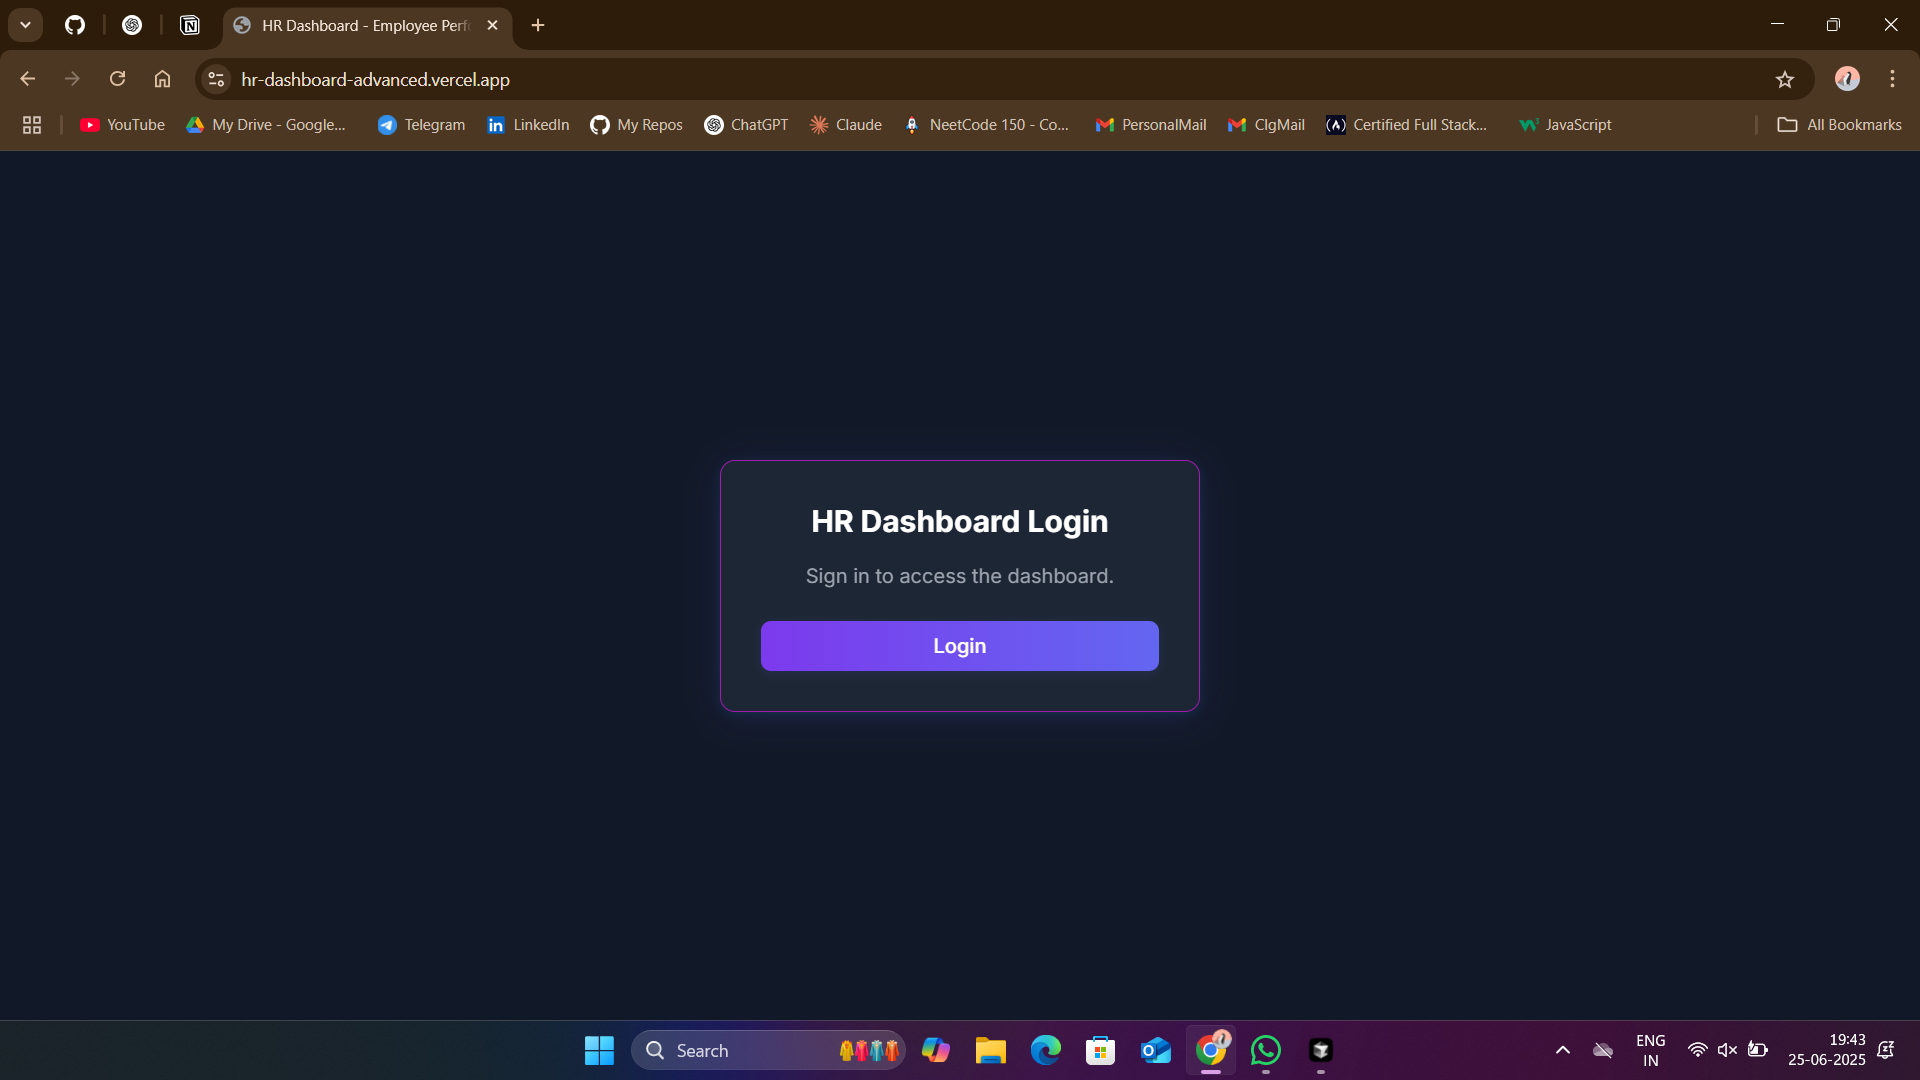 HR Dashboard - Employee Perf
hr-dashboard-advanced.vercel.app
YouTube
My Drive - Google...
Telegram
LinkedIn
My Repos
ChatGPT
Claude
NeetCode 150 - Co...
PersonalMail
ClgMail
Certified Full Stack...
JavaScript
All Bookmarks
HR Dashboard Login
Sign in to access the dashboard.
Login
Search
ENG
IN
19:43
25-06-2025